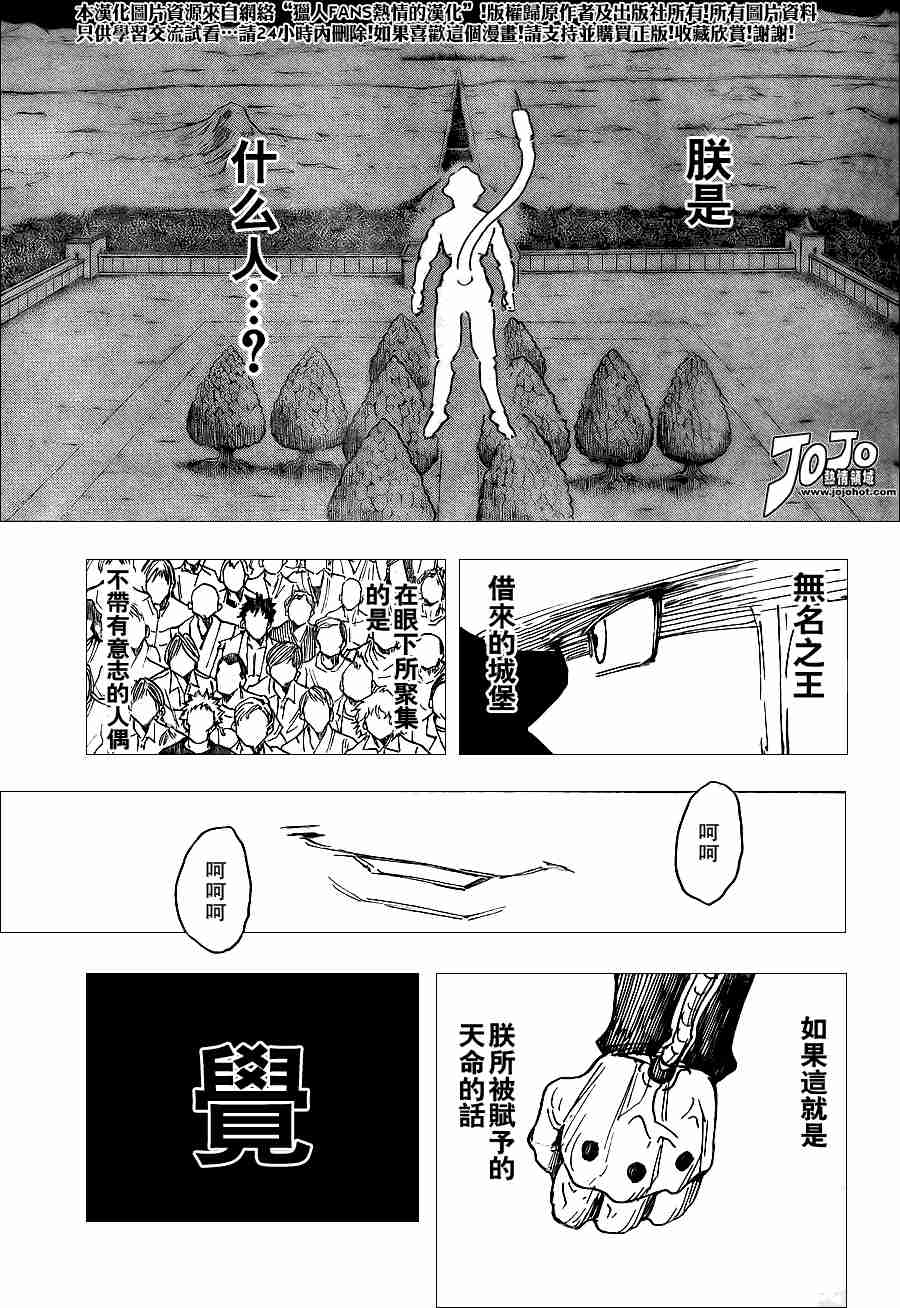 本漢化圖片資源來自網絡“獵人FANS熱情的漢化”!版權歸原作者及出版社所有!所有圖片資料
只供學習交流試看…請24小時內刪除!如果喜歡這個漫畫!請支持並購買正版!收藏欣賞!謝謝!
朕是
什么人…?
JOJO
熱情領域
www.jojohot.com
無名之王
借來的城堡
在眼下所聚集
的是
不帶有意志的人偶
呵呵
呵呵呵
如果這就是
朕所被賦予的
天命的話
覺